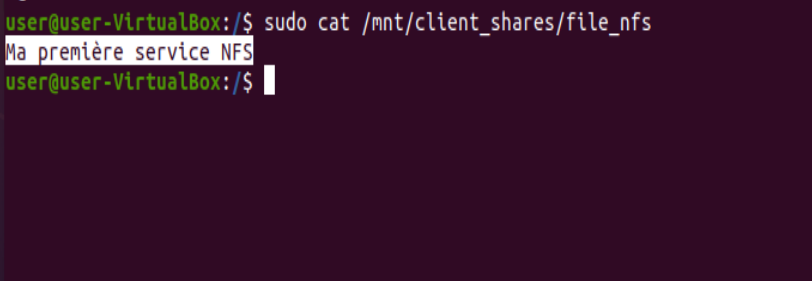 user@user-VirtualBox:/$ sudo cat /mnt/client_shares/file_nfs
Ma première service NFS
user@user-VirtualBox:/$